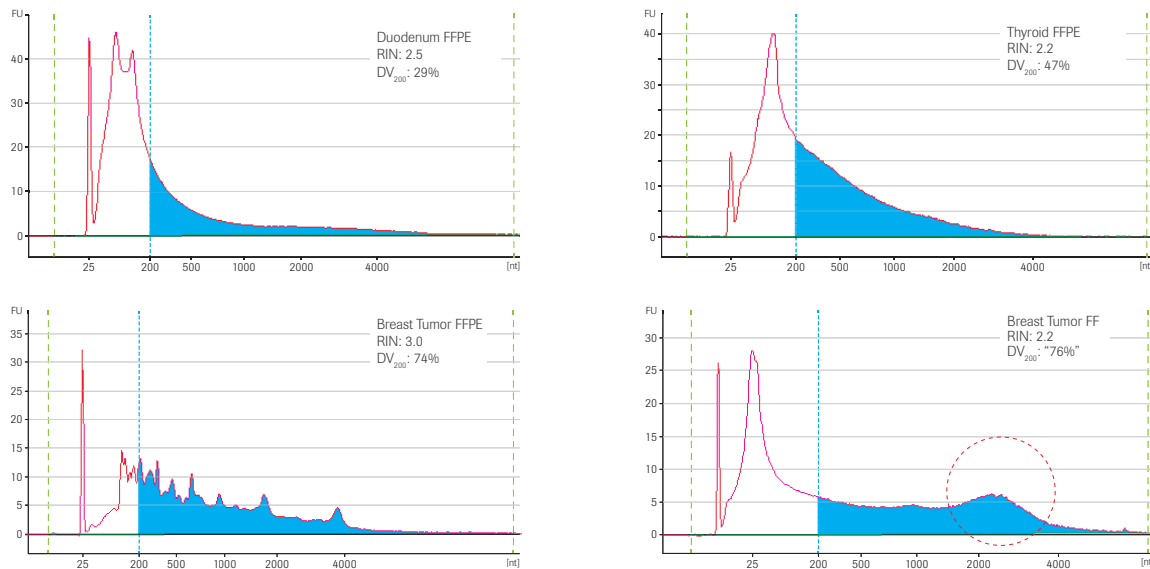 FU
Duodenum FFPE
RIN: 2.5
DV200: 29%
40
30
20
10
0
25 200 500 1000 2000 4000 [nt]
FU
Thyroid FFPE
RIN: 2.2
DV200: 47%
40
30
20
10
0
25 200 500 1000 2000 4000 [nt]
FU
Breast Tumor FFPE
RIN: 3.0
DV200: 74%
35
30
25
20
15
10
5
0
25 200 500 1000 2000 4000 [nt]
FU
Breast Tumor FF
RIN: 2.2
DV200: “76%”
30
25
20
15
10
5
0
25 200 500 1000 2000 4000 [nt]